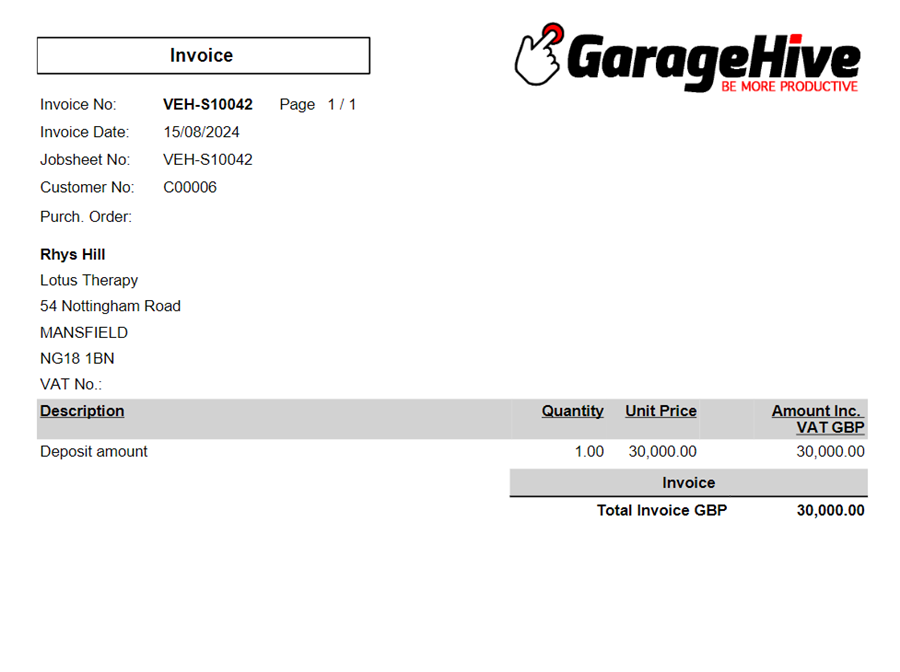 Invoice
GarageHive
BE MORE PRODUCTIVE
Invoice No: VEH-S10042 Page 1 / 1
Invoice Date: 15/08/2024
Jobsheet No: VEH-S10042
Customer No: C00006
Purch. Order:
Rhys Hill
Lotus Therapy
54 Nottingham Road
MANSFIELD
NG18 1BN
VAT No.:
Description Quantity Unit Price Amount Inc.
VAT GBP
Deposit amount 1.00 30,000.00 30,000.00
Invoice
Total Invoice GBP 30,000.00